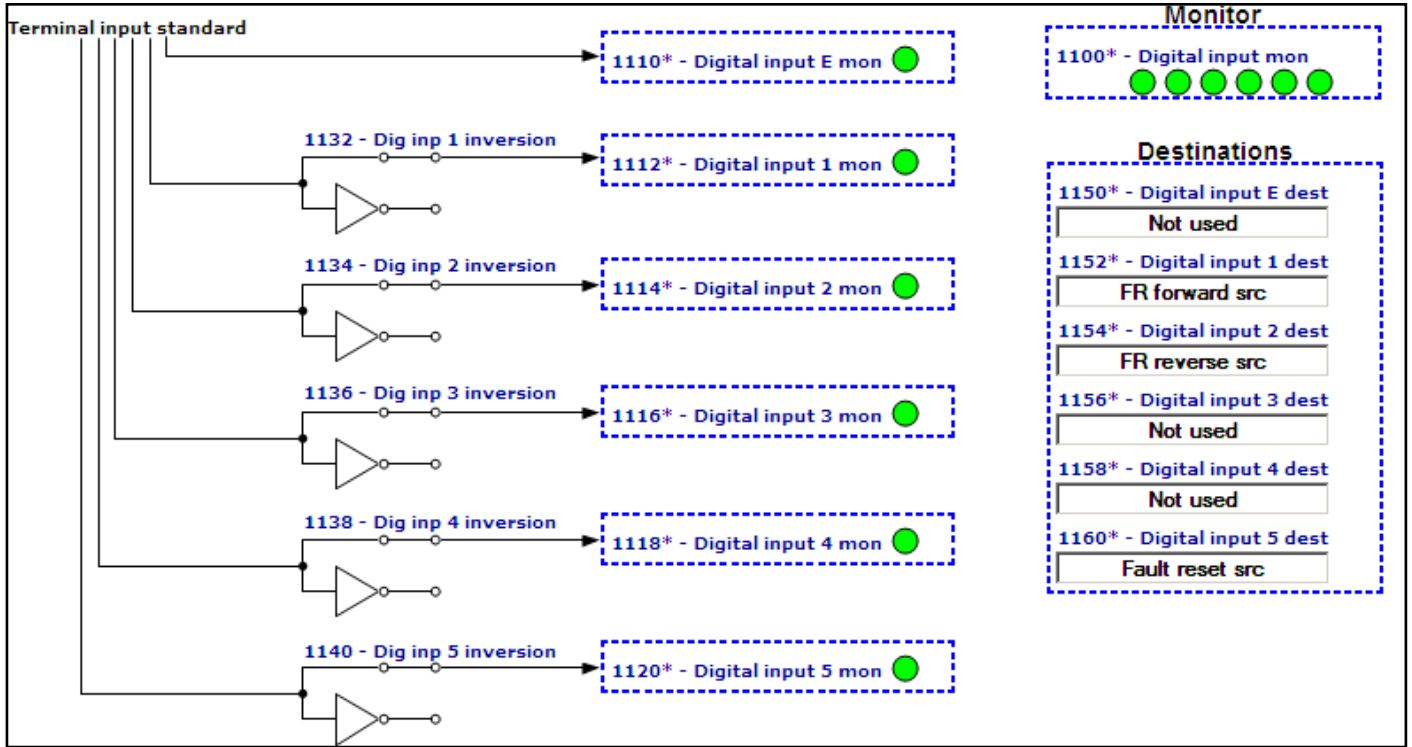 Terminal input standard
1110* - Digital input E mon
1132 - Dig inp 1 inversion
1112* - Digital input 1 mon
1134 - Dig inp 2 inversion
1114* - Digital input 2 mon
1136 - Dig inp 3 inversion
1116* - Digital input 3 mon
1138 - Dig inp 4 inversion
1118* - Digital input 4 mon
1140 - Dig inp 5 inversion
1120* - Digital input 5 mon
Monitor
1100* - Digital input mon
Destinations
1150* - Digital input E dest
Not used
1152* - Digital input 1 dest
FR forward src
1154* - Digital input 2 dest
FR reverse src
1156* - Digital input 3 dest
Not used
1158* - Digital input 4 dest
Not used
1160* - Digital input 5 dest
Fault reset src